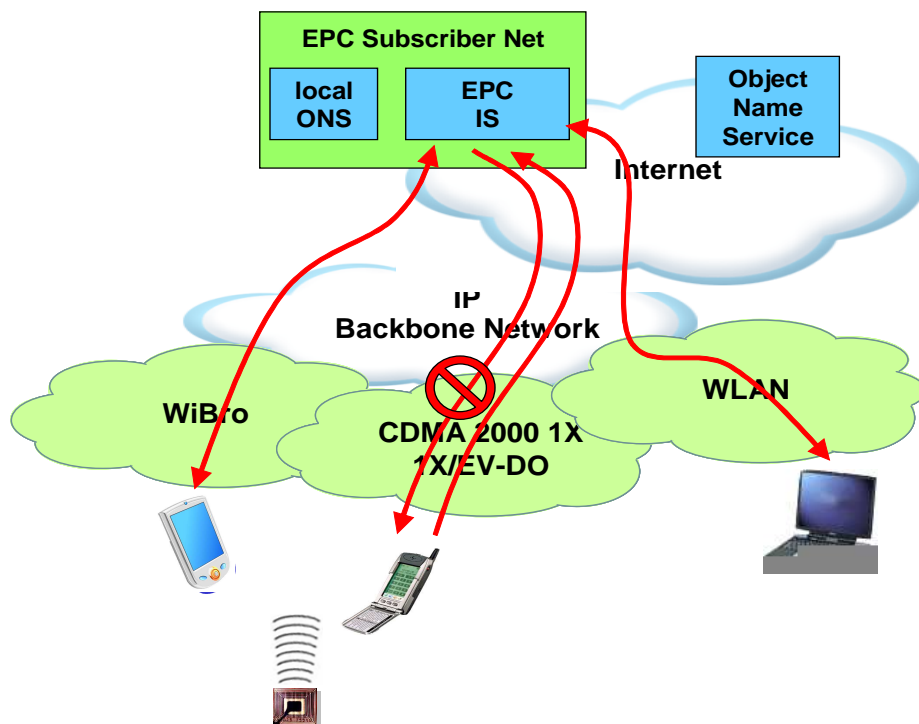 EPC Subscriber Net
local
ONS
EPC
IS
Object
Name
Service
Internet
IP
Backbone Network
WiBro
CDMA 2000 1X
1X/EV-DO
WLAN